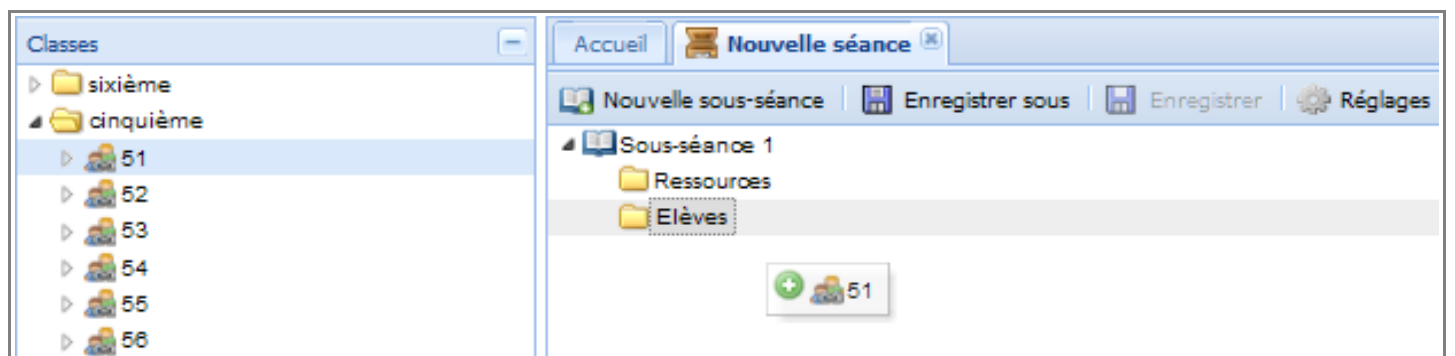 Classes
sixième
cinquième
51
52
53
54
55
56
Accueil Nouvelle séance
Nouvelle sous-séance Enregistrer sous Enregistrer Réglages
Sous-séance 1
Ressources
Elèves
51